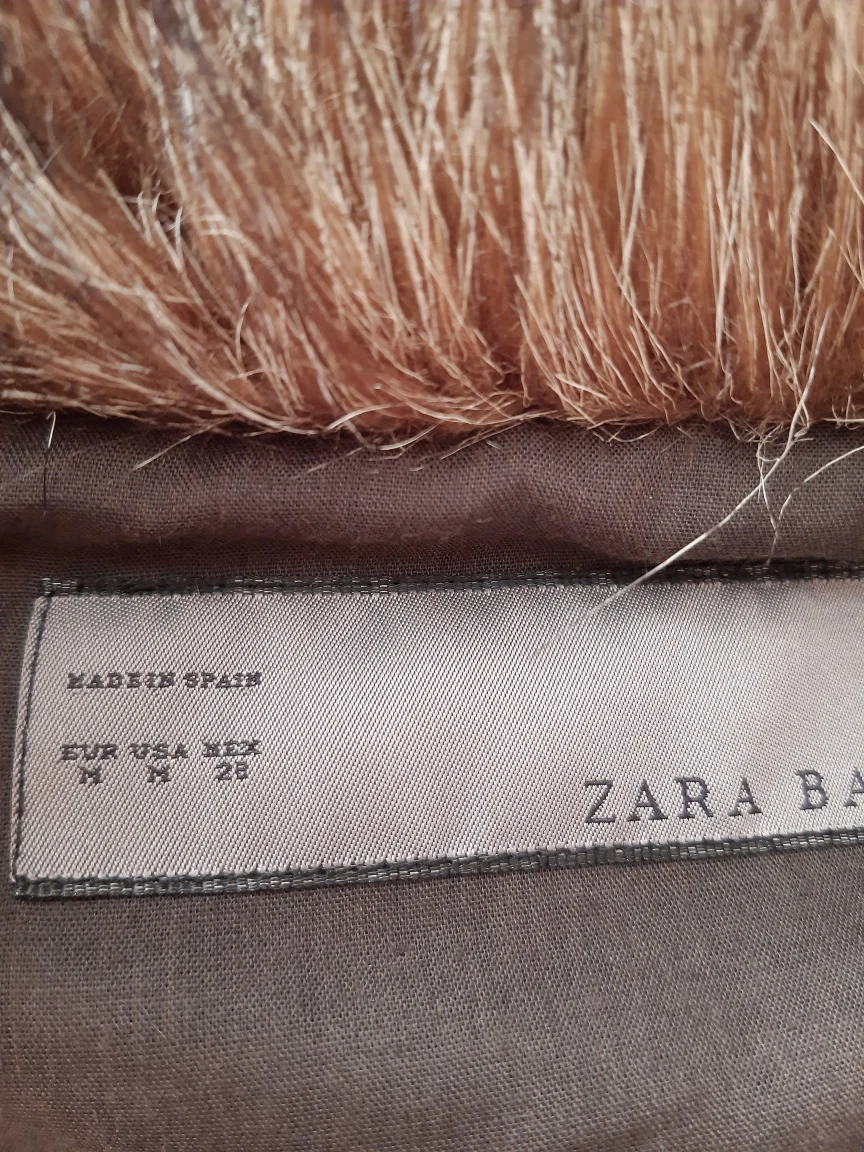 MADE IN SPAIN
EUR USA MEX
M M 28
ZARA BA